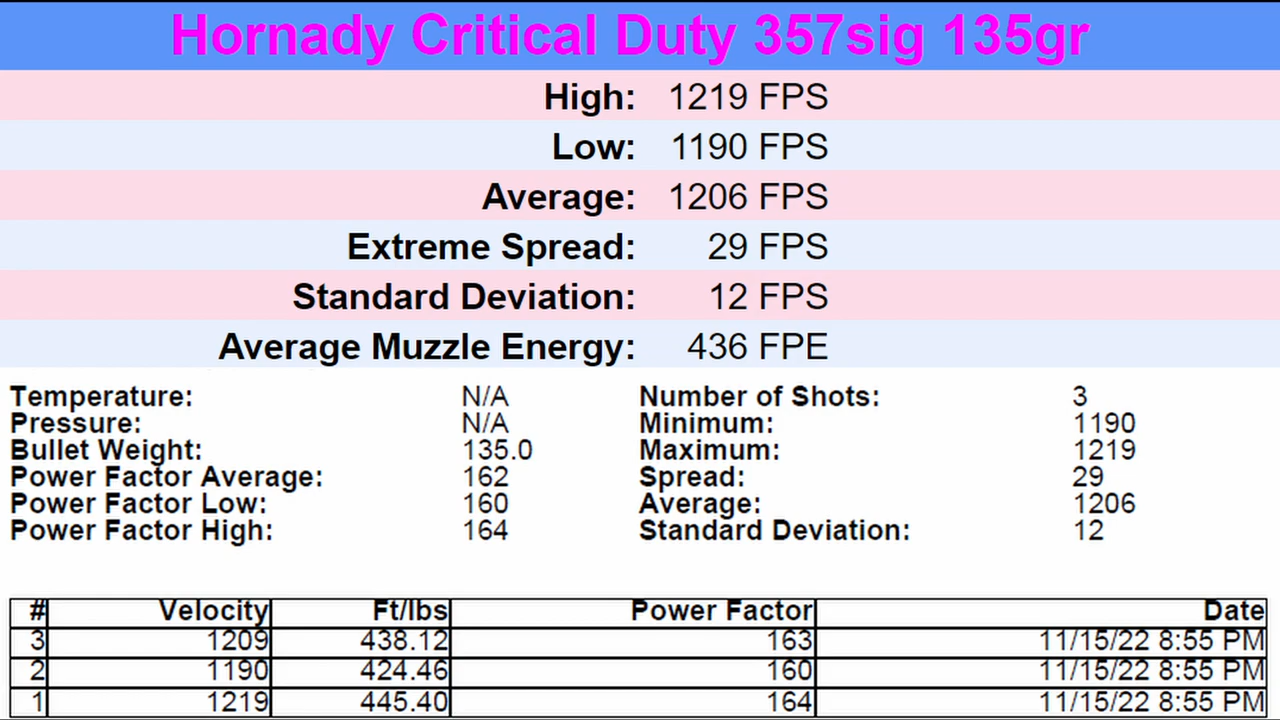 Hornady Critical Duty 357sig 135gr
High: 1219 FPS
Low: 1190 FPS
Average: 1206 FPS
Extreme Spread: 29 FPS
Standard Deviation: 12 FPS
Average Muzzle Energy: 436 FPE
Temperature: N/A Number of Shots: 3
Pressure: N/A Minimum: 1190
Bullet Weight: 135.0 Maximum: 1219
Power Factor Average: 162 Spread: 29
Power Factor Low: 160 Average: 1206
Power Factor High: 164 Standard Deviation: 12
# Velocity Ft/lbs Power Factor Date
3 1209 438.12 163 11/15/22 8:55 PM
2 1190 424.46 160 11/15/22 8:55 PM
1 1219 445.40 164 11/15/22 8:55 PM